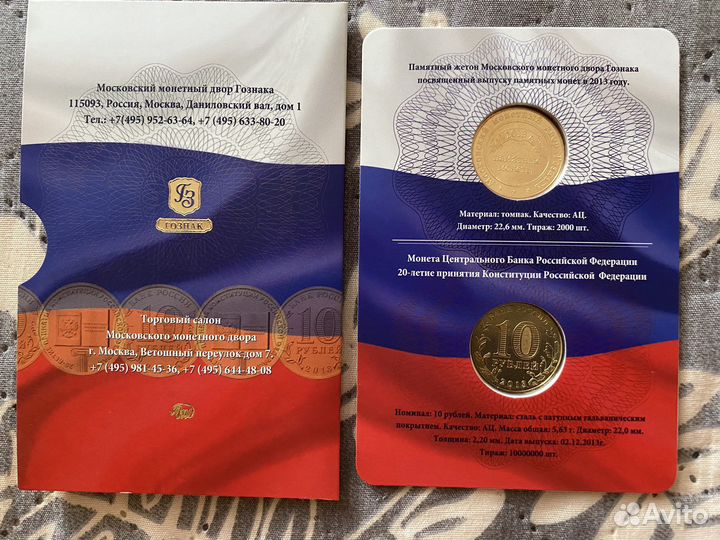 Московский монетный двор Гознака
115093, Россия, Москва, Даниловский вал, дом 1
Тел.: +7(495) 952-63-64, +7 (495) 633-80-20
ГЗ
ГОЗНАК
10
РУБЛЕЙ
2013
Торговый салон
Московского монетного двора
г. Москва, Ветошный переулок дом 7.
+7 (495) 981-45-36, +7 (495) 644-48-08
Памятный жетон Московского монетного двора Гознака
посвященный выпуску памятных монет в 2013 году.
Материал: томпак. Качество: АЦ.
Диаметр: 22,6 мм. Тираж: 2000 шт.
Монета Центрального Банка Российской Федерации
20-летие принятия Конституции Российской Федерации
10
РУБЛЕЙ
2013
Номинал: 10 рублей. Материал: сталь с латунным гальваническим
покрытием. Качество: АЦ. Масса общая: 5,63 г. Диаметр: 22,0 мм.
Толщина: 2,20 мм. Дата выпуска: 02.12.2013г.
Тираж: 10000000 шт.
Avito